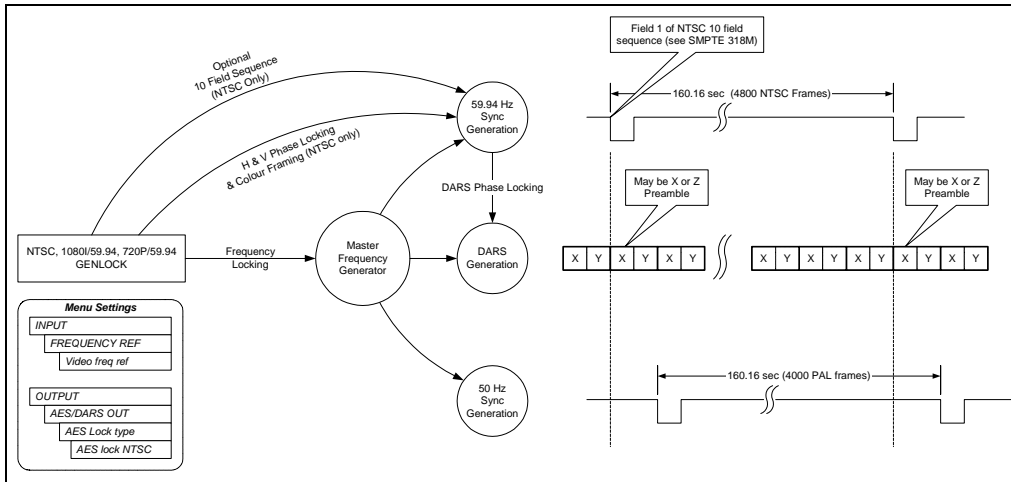 Optional
10 Field Sequence
(NTSC Only)
H & V Phase Locking
& Colour Framing (NTSC only)
59.94 Hz
Sync
Generation
DARS Phase Locking
NTSC, 1080I/59.94, 720P/59.94
GENLOCK
Frequency
Locking
Master
Frequency
Generator
DARS
Generation
50 Hz
Sync
Generation
Menu Settings
INPUT
FREQUENCY REF
Video freq ref
OUTPUT
AES/DARS OUT
AES Lock type
AES lock NTSC
Field 1 of NTSC 10 field
sequence (see SMPTE 318M)
160.16 sec (4800 NTSC Frames)
May be X or Z
Preamble
May be X or Z
Preamble
X Y X Y X Y
X Y X Y X Y X Y X Y
160.16 sec (4000 PAL frames)